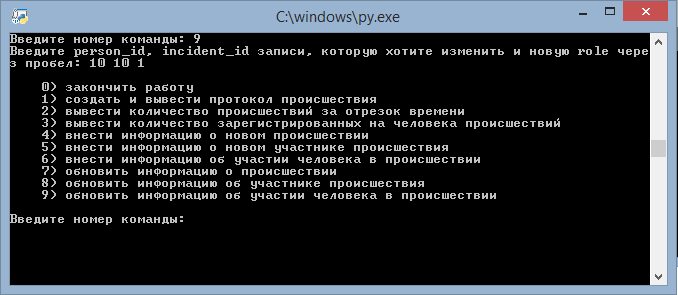 C:\windows\py.exe
Введите номер команды: 9
Введите person_id, incident_id записи, которую хотите изменить и новую role чере
з пробел: 10 10 1
0) закончить работу
1) создать и вывести протокол происшествия
2) вывести количество происшествий за отрезок времени
3) вывести количество зарегистрированных на человека происшествий
4) внести информацию о новом происшествии
5) внести информацию о новом участнике происшествия
6) внести информацию об участии человека в происшествии
7) обновить информацию о происшествии
8) обновить информацию об участнике происшествия
9) обновить информацию об участии человека в происшествии
Введите номер команды: